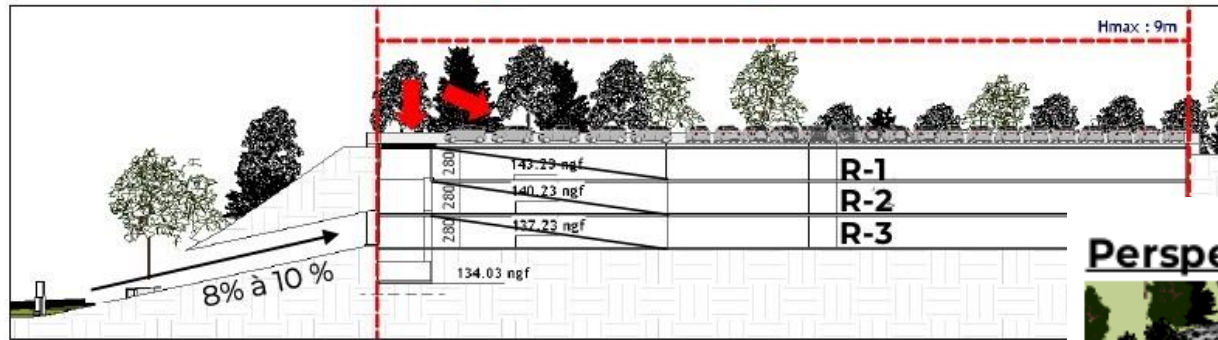 Hmax : 9m
280
143.23 ngf
R-1
280
140.23 ngf
R-2
280
137.23 ngf
R-3
134.03 ngf
8% à 10 %
Perspe